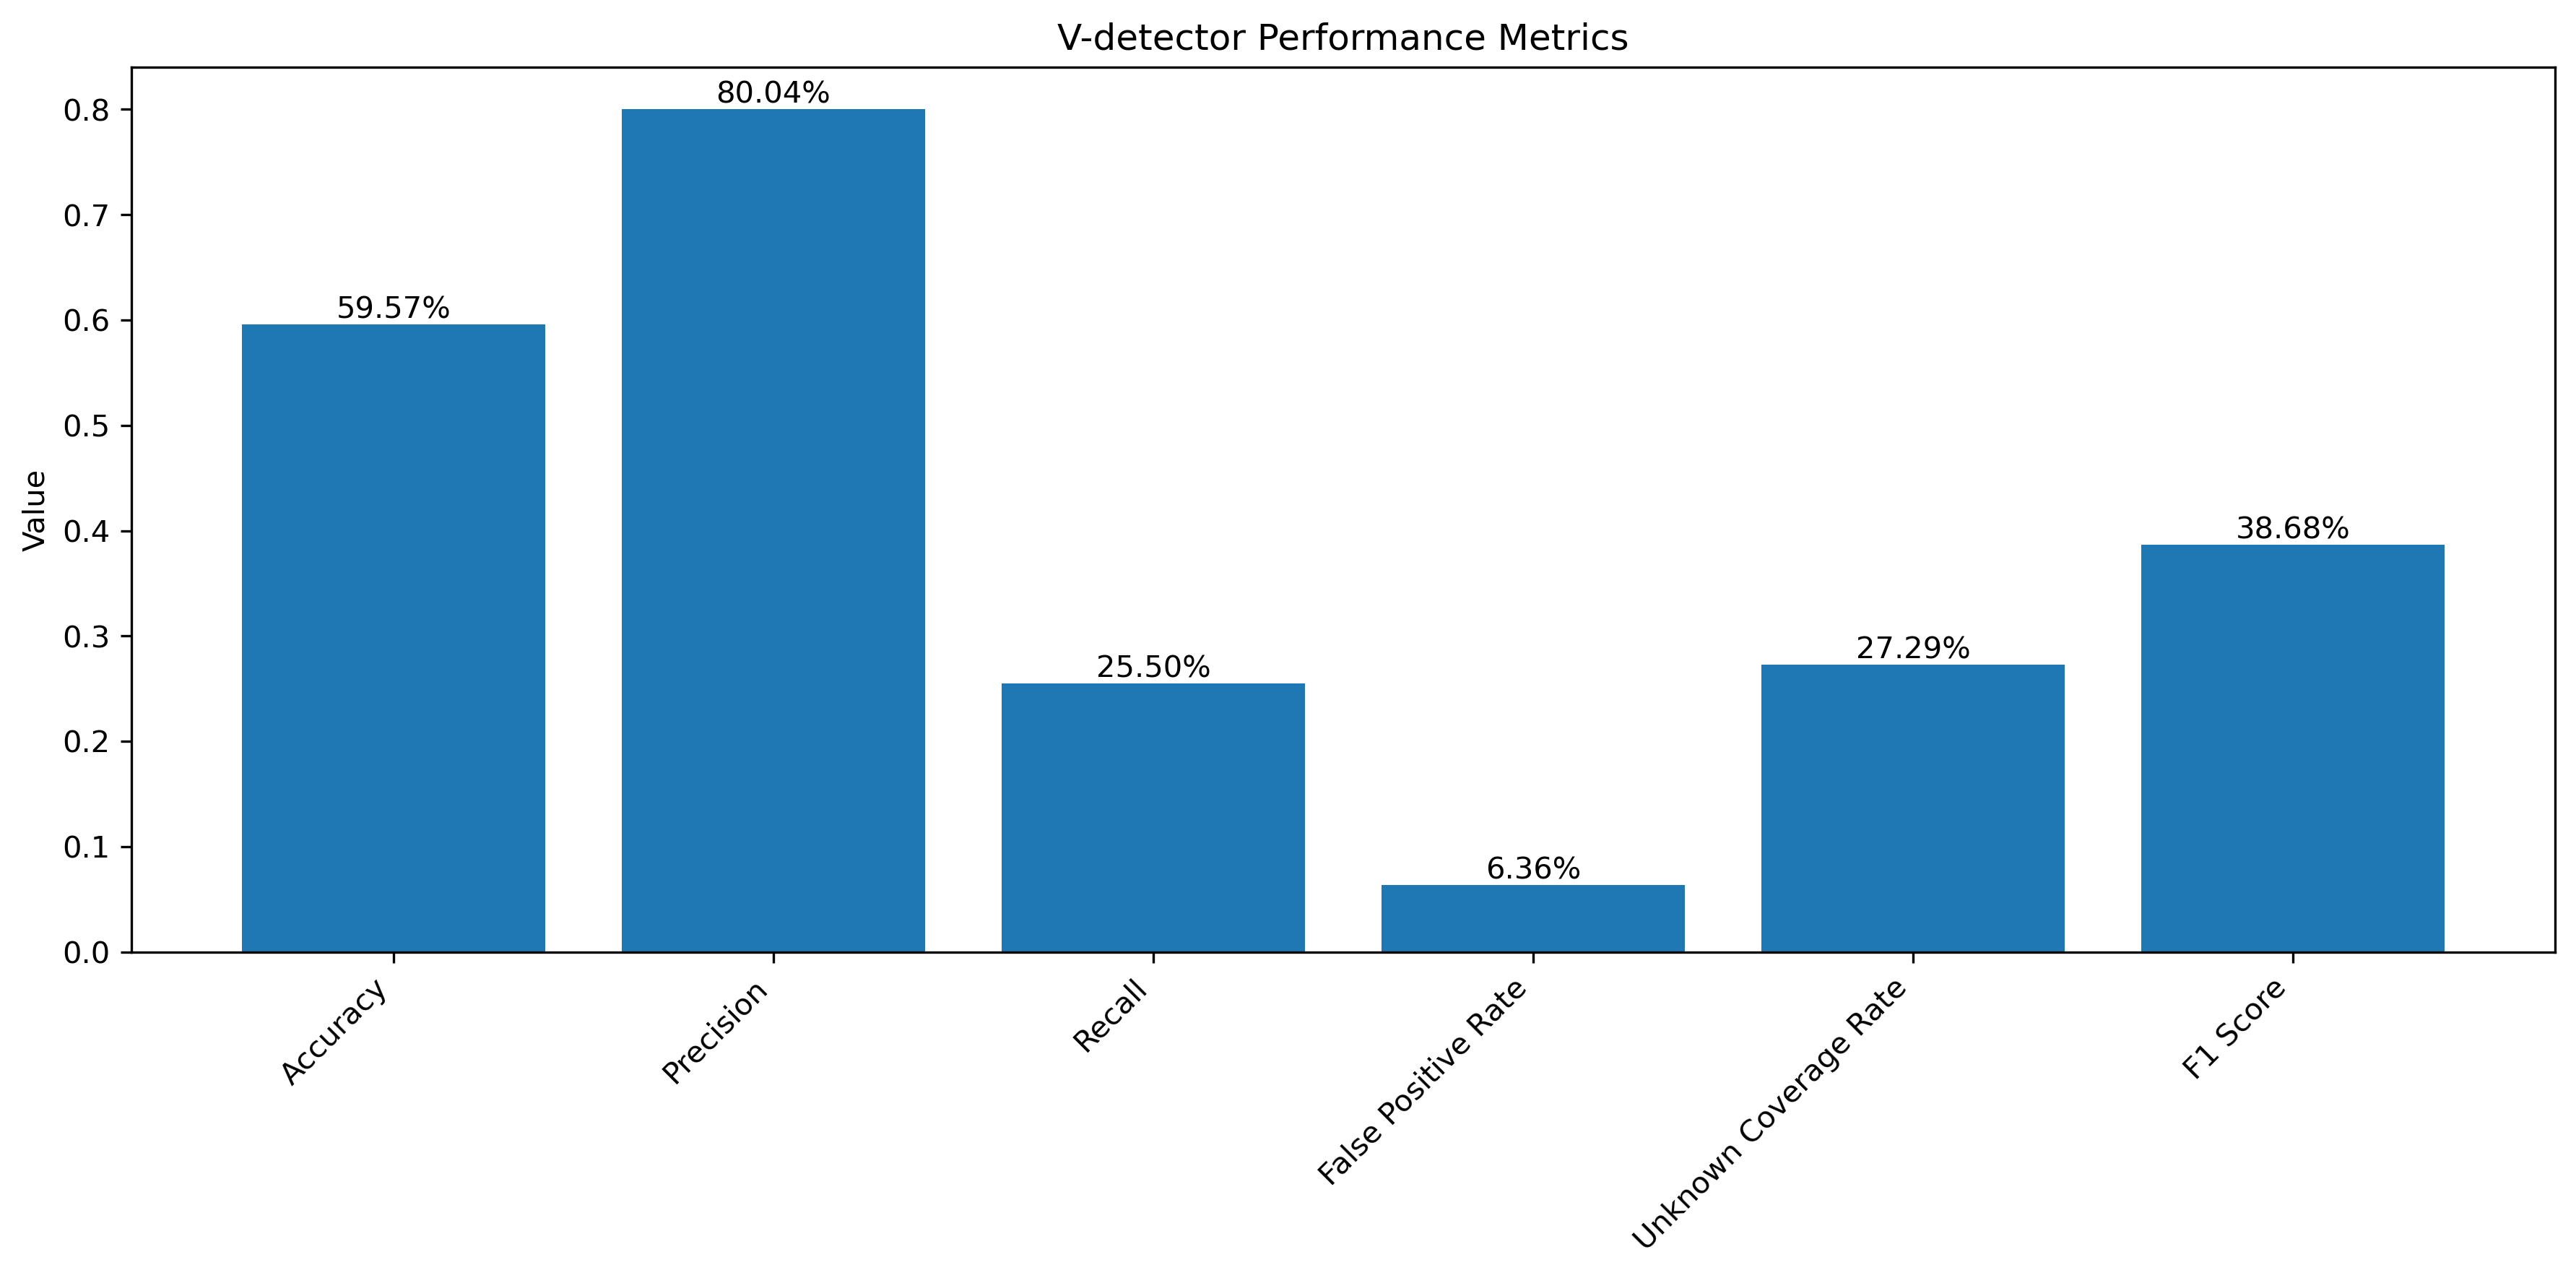 V-detector Performance Metrics
Value
0.8
0.7
0.6
0.5
0.4
0.3
0.2
0.1
0.0
59.57%
80.04%
25.50%
6.36%
27.29%
38.68%
Accuracy
Precision
Recall
False Positive Rate
Unknown Coverage Rate
F1 Score